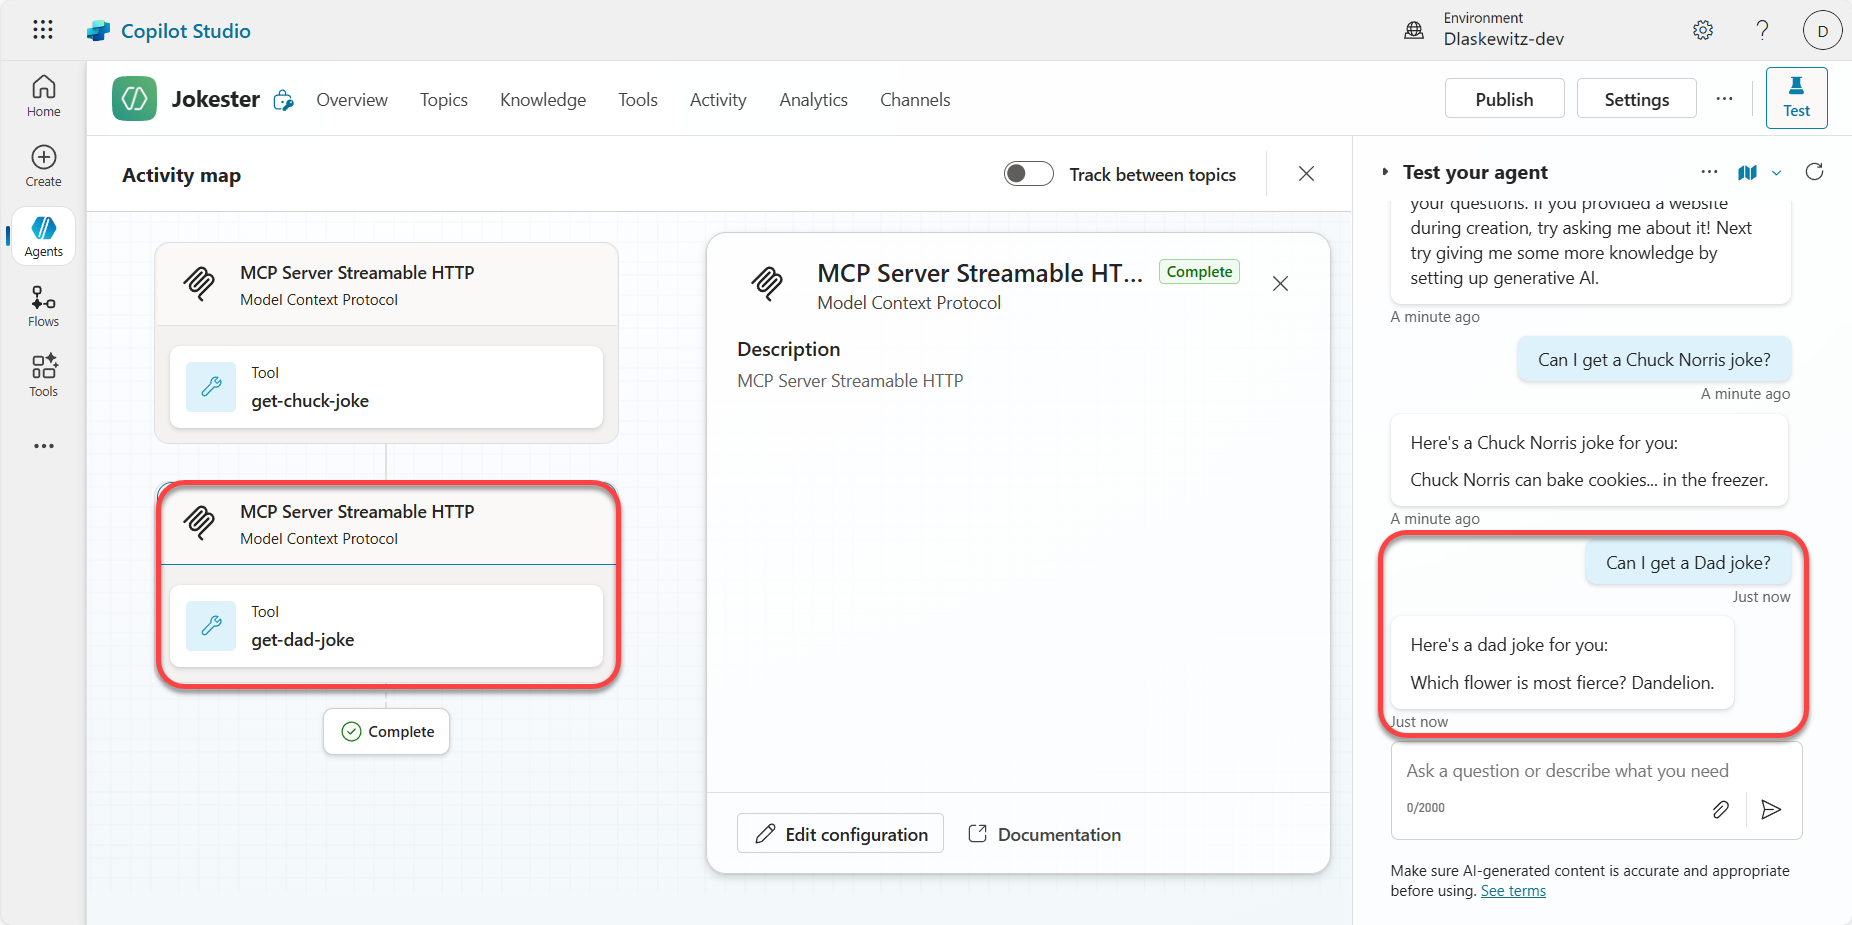 Copilot Studio
Environment
Dlaskewitz-dev
D
Home
Create
Agents
Flows
Tools
Jokester
Overview
Topics
Knowledge
Tools
Activity
Analytics
Channels
Publish
Settings
Test
Activity map
Track between topics
MCP Server Streamable HTTP
Model Context Protocol
Tool
get-chuck-joke
MCP Server Streamable HTTP
Model Context Protocol
Tool
get-dad-joke
Complete
MCP Server Streamable HT...
Complete
Model Context Protocol
Description
MCP Server Streamable HTTP
Edit configuration
Documentation
Test your agent
your questions. If you provided a website
during creation, try asking me about it! Next
try giving me some more knowledge by
setting up generative AI.
A minute ago
Can I get a Chuck Norris joke?
A minute ago
Here's a Chuck Norris joke for you:
Chuck Norris can bake cookies... in the freezer.
A minute ago
Can I get a Dad joke?
Just now
Here's a dad joke for you:
Which flower is most fierce? Dandelion.
Just now
Ask a question or describe what you need
0/2000
Make sure AI-generated content is accurate and appropriate
before using. See terms